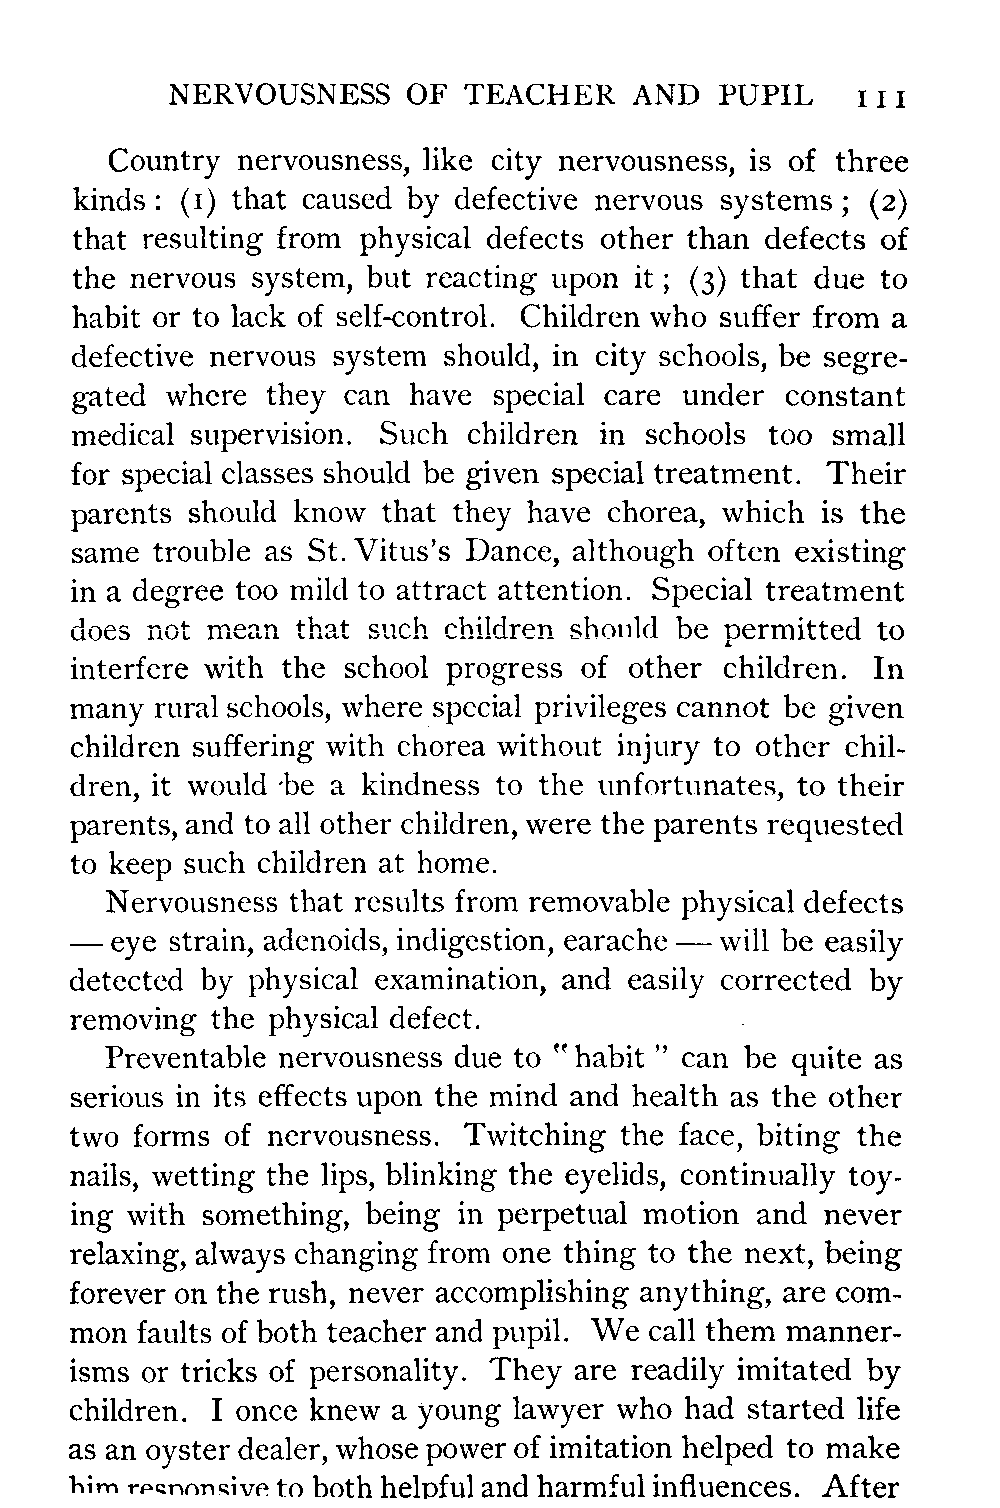 NERVOUSNESS OF TEACHER AND PUPIL 111
Country nervousness, like city nervousness, is of three
kinds: (1) that caused by defective nervous systems; (2)
that resulting from physical defects other than defects of
the nervous system, but reacting upon it; (3) that due to
habit or to lack of self-control. Children who suffer from a
defective nervous system should, in city schools, be segre-
gated where they can have special care under constant
medical supervision. Such children in schools too small
for special classes should be given special treatment. Their
parents should know that they have chorea, which is the
same trouble as St. Vitus's Dance, although often existing
in a degree too mild to attract attention. Special treatment
does not mean that such children should be permitted to
interfere with the school progress of other children. In
many rural schools, where special privileges cannot be given
children suffering with chorea without injury to other chil-
dren, it would be a kindness to the unfortunates, to their
parents, and to all other children, were the parents requested
to keep such children at home.
Nervousness that results from removable physical defects
— eye strain, adenoids, indigestion, earache — will be easily
detected by physical examination, and easily corrected by
removing the physical defect.
Preventable nervousness due to "habit" can be quite as
serious in its effects upon the mind and health as the other
two forms of nervousness. Twitching the face, biting the
nails, wetting the lips, blinking the eyelids, continually toy-
ing with something, being in perpetual motion and never
relaxing, always changing from one thing to the next, being
forever on the rush, never accomplishing anything, are com-
mon faults of both teacher and pupil. We call them manner-
isms or tricks of personality. They are readily imitated by
children. I once knew a young lawyer who had started life
as an oyster dealer, whose power of imitation helped to make
him responsive to both helpful and harmful influences. After